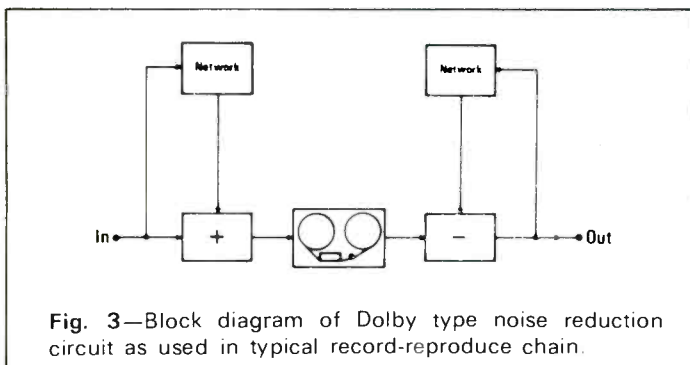 Network
Network
In
+
−
Out
Fig. 3—Block diagram of Dolby type noise reduction
circuit as used in typical record-reproduce chain.